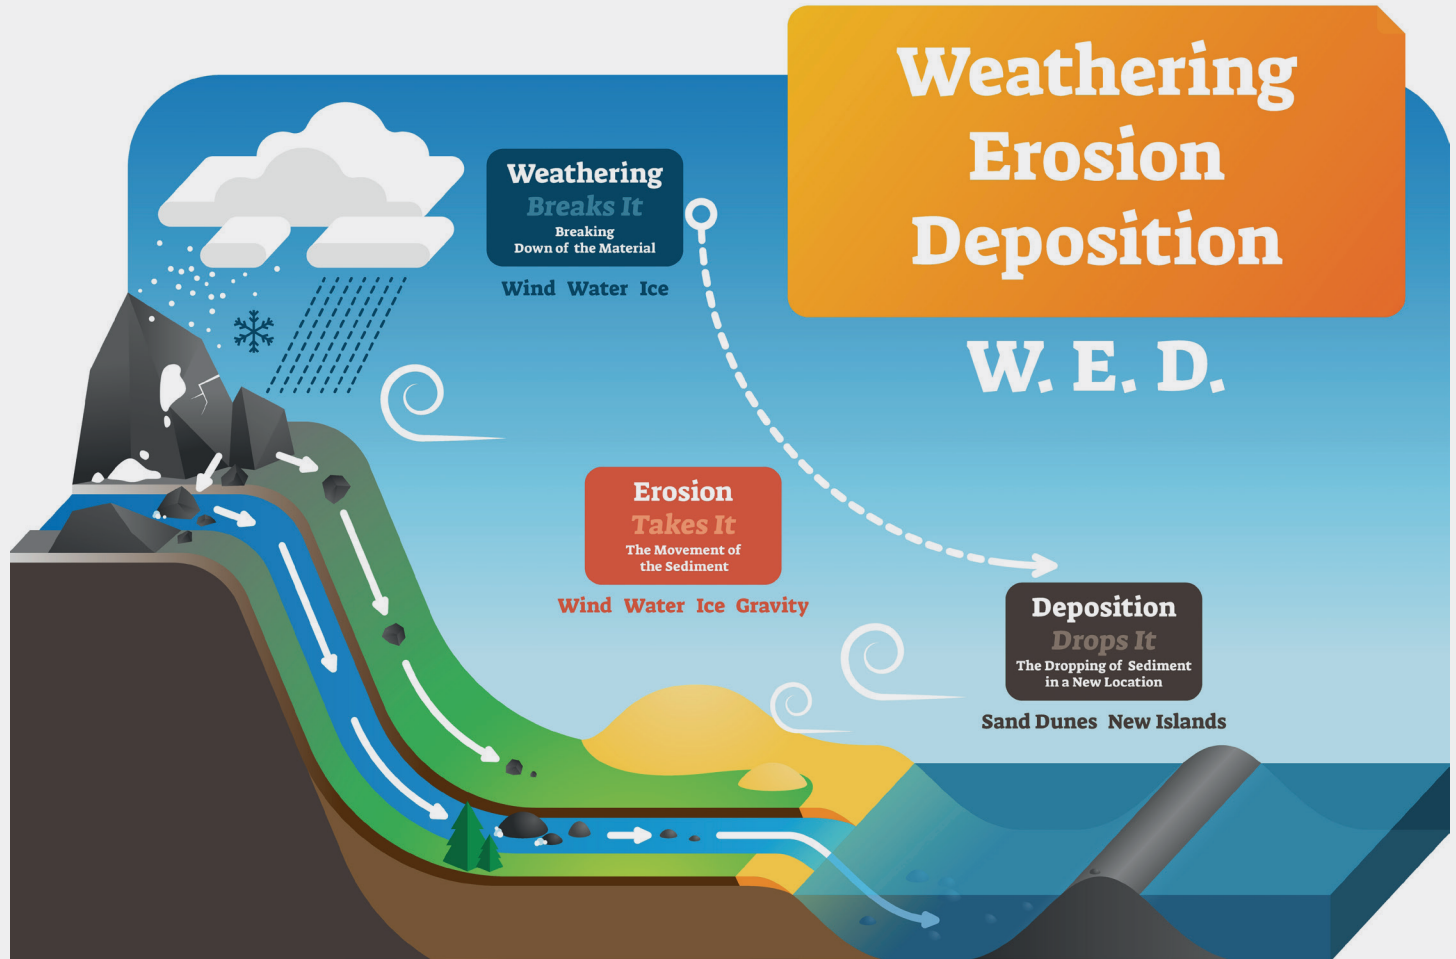 Weathering
Erosion
Deposition
W. E. D.
Weathering
Breaks It
Breaking
Down of the Material
Wind Water Ice
Erosion
Takes It
The Movement of
the Sediment
Wind Water Ice Gravity
Deposition
Drops It
The Dropping of Sediment
in a New Location
Sand Dunes New Islands